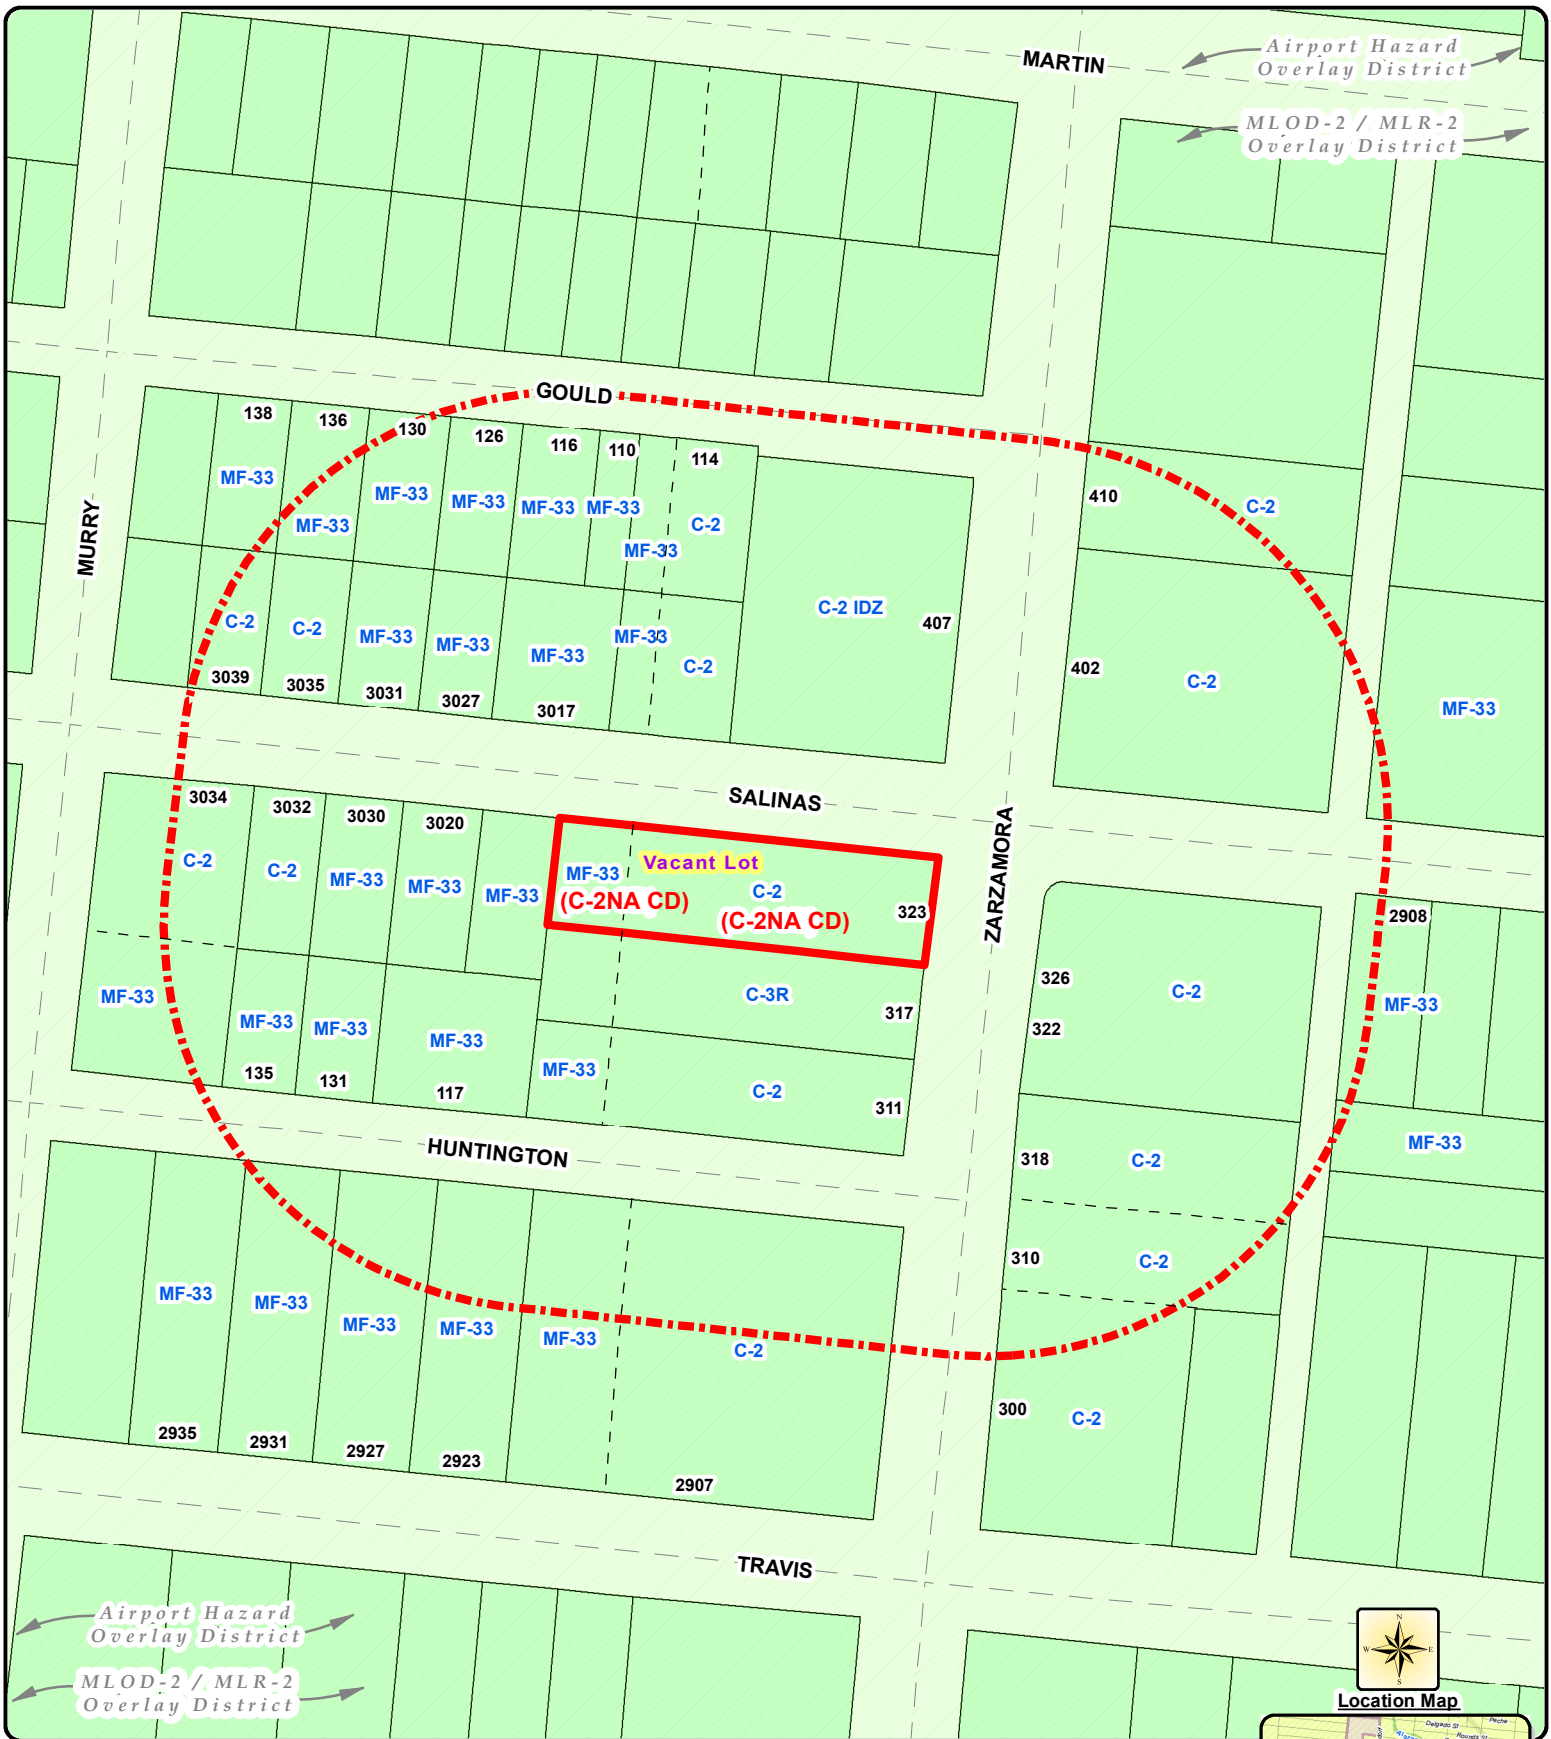 MARTIN
Airport Hazard
Overlay District
MLOD-2 / MLR-2
Overlay District
GOULD
138
136
130
126
116
110
114
MF-33
MF-33
MF-33
MF-33
MF-33
MF-33
MF-33
C-2
410
C-2
MURRY
C-2
C-2
MF-33
MF-33
MF-33
MF-33
C-2
C-2 IDZ
407
402
C-2
MF-33
3039
3035
3031
3027
3017
SALINAS
ZARZAMORA
3034
3032
3030
3020
C-2
C-2
MF-33
MF-33
MF-33
MF-33
Vacant Lot
C-2
(C-2NA CD)
(C-2NA CD)
323
2908
MF-33
326
C-2
322
MF-33
MF-33
MF-33
MF-33
C-3R
317
MF-33
C-2
311
135
131
117
HUNTINGTON
318
C-2
MF-33
310
C-2
MF-33
MF-33
MF-33
MF-33
MF-33
C-2
300
C-2
2935
2931
2927
2923
2907
TRAVIS
Airport Hazard
Overlay District
MLOD-2 / MLR-2
Overlay District
N
W
E
S
Location Map
Delgado St
Peche